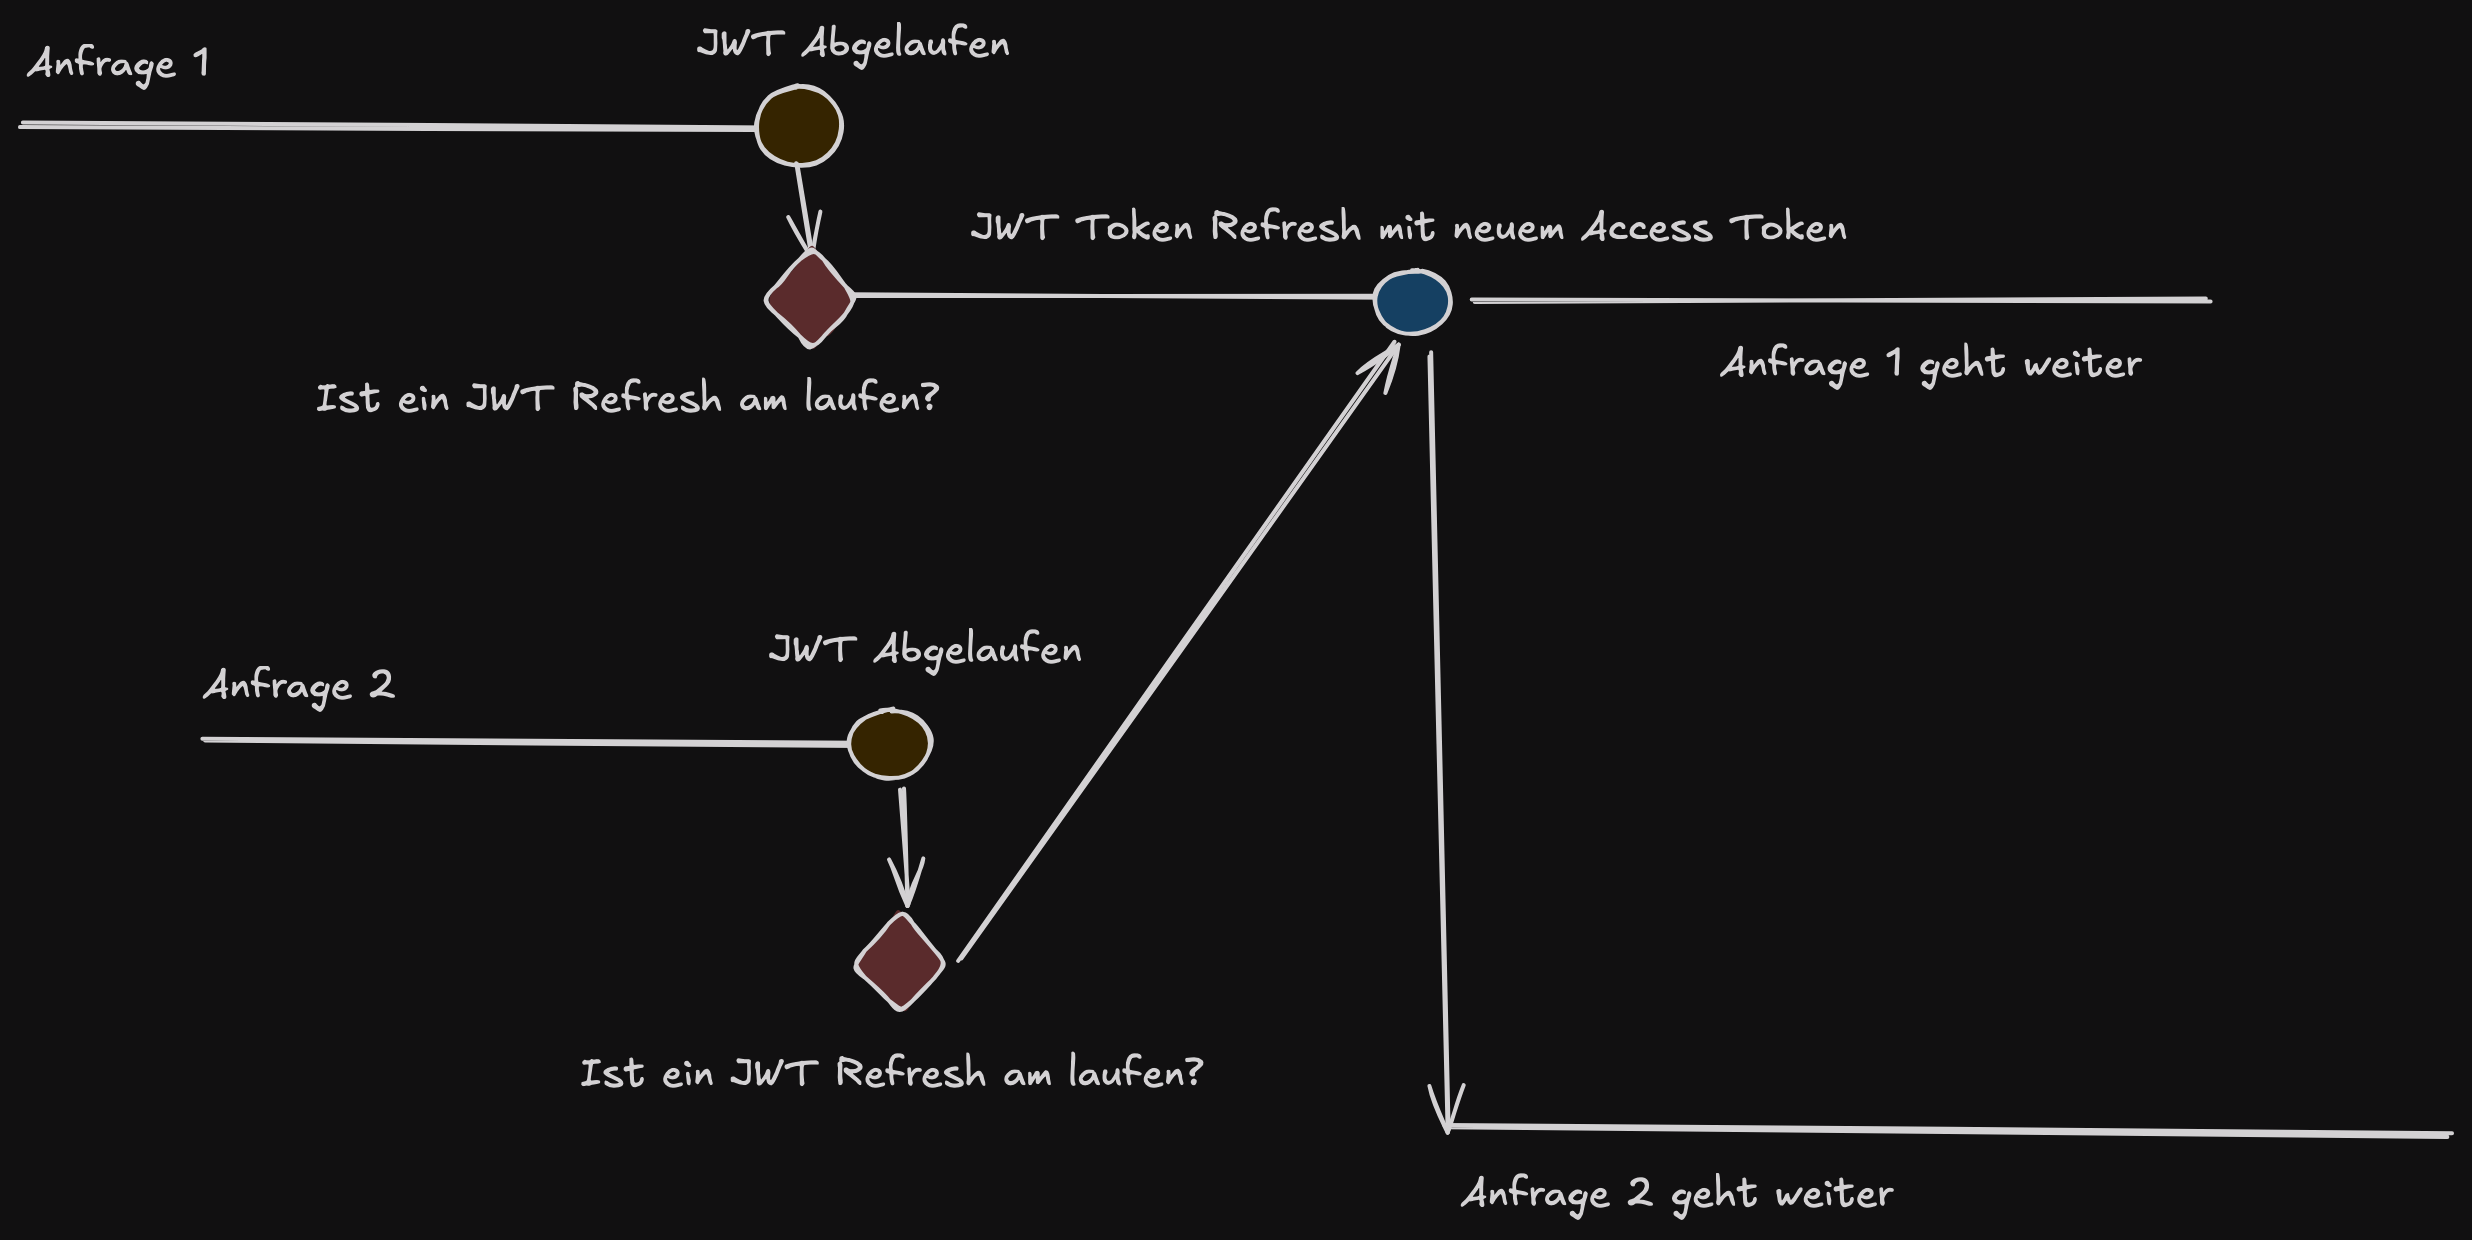 Anfrage 1
JWT Abgelaufen
JWT Token Refresh mit neuem Access Token
Anfrage 1 geht weiter
Ist ein JWT Refresh am laufen?
JWT Abgelaufen
Anfrage 2
Ist ein JWT Refresh am laufen?
Anfrage 2 geht weiter